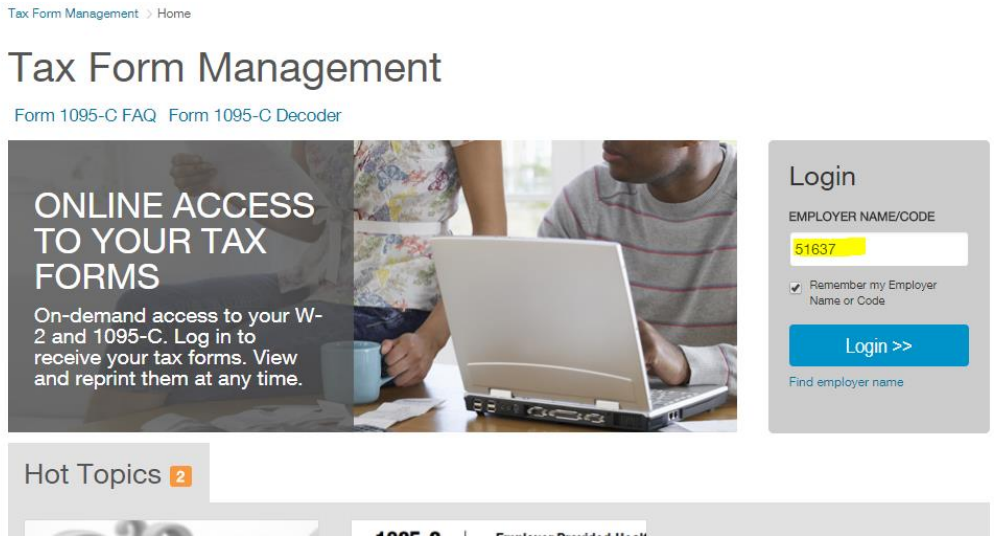 Tax Form Management > Home
Tax Form Management
Form 1095-C FAQ Form 1095-C Decoder
ONLINE ACCESS
TO YOUR TAX
FORMS
On-demand access to your W-
2 and 1095-C. Log in to
receive your tax forms. View
and reprint them at any time.
Login
EMPLOYER NAME/CODE
51637
Remember my Employer
Name or Code
Login >>
Find employer name
Hot Topics 2